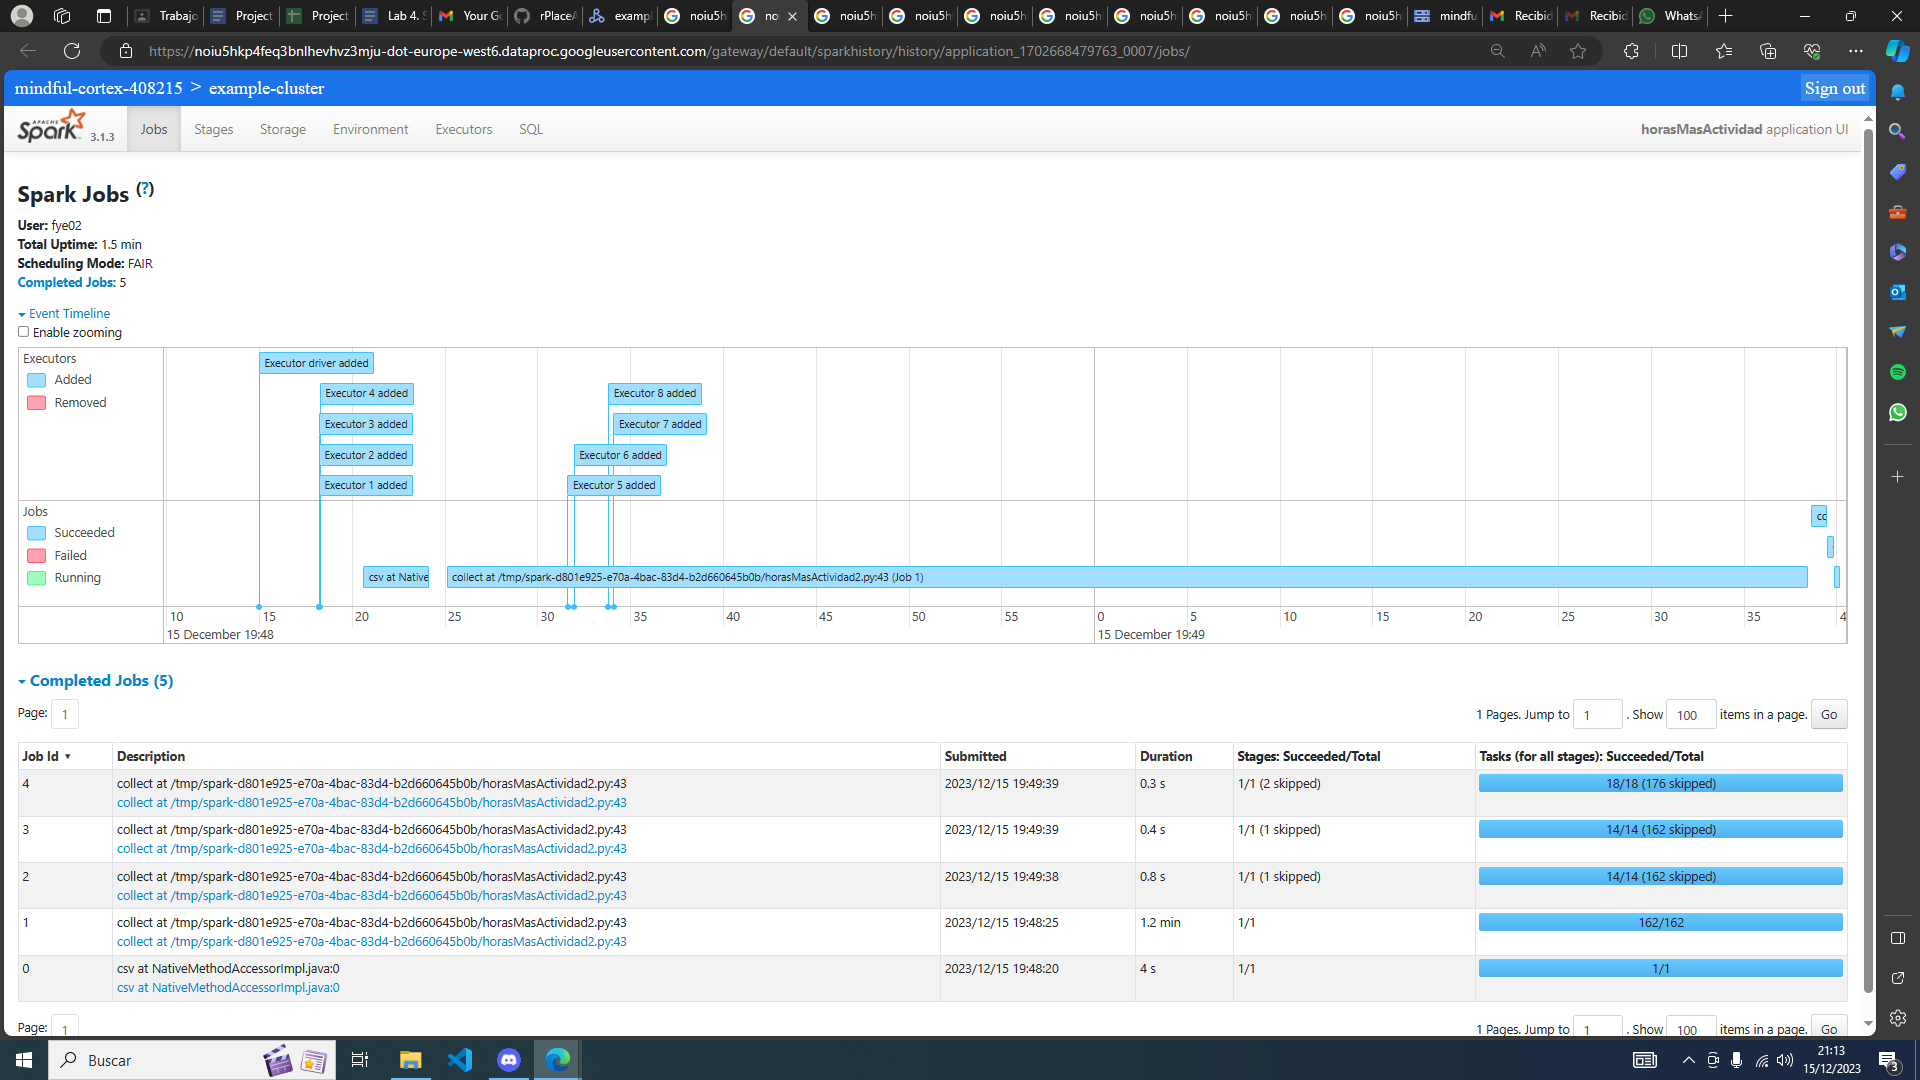 Trabajo
Project
Project
Lab 4. S
Your Go
rPlaceA
exampl
noiu5h
no
noiu5h
noiu5h
noiu5h
noiu5h
noiu5h
noiu5h
noiu5h
noiu5h
mindfu
Recibid
Recibid
WhatsA
https://noiu5hkp4feq3bnlhevhvz3mju-dot-europe-west6.dataproc.googleusercontent.com/gateway/default/sparkhistory/history/application_1702668479763_0007/jobs/
mindful-cortex-408215 > example-cluster
Sign out
APACHE Spark 3.1.3
Jobs
Stages
Storage
Environment
Executors
SQL
horasMasActividad application UI
Spark Jobs (?)
User: fye02
Total Uptime: 1.5 min
Scheduling Mode: FAIR
Completed Jobs: 5
Event Timeline
Enable zooming
Executors
Added
Removed
Executor driver added
Executor 4 added
Executor 8 added
Executor 3 added
Executor 7 added
Executor 2 added
Executor 6 added
Executor 1 added
Executor 5 added
Jobs
Succeeded
Failed
Running
csv at Native
collect at /tmp/spark-d801e925-e70a-4bac-83d4-b2d660645b0b/horasMasActividad2.py:43 (Job 1)
cc
10 15 20 25 30 35 40 45 50 55 0 5 10 15 20 25 30 35 4
15 December 19:48
15 December 19:49
Completed Jobs (5)
Page: 1
1 Pages. Jump to 1 . Show 100 items in a page. Go
Job Id ▼ Description Submitted Duration Stages: Succeeded/Total Tasks (for all stages): Succeeded/Total
4 collect at /tmp/spark-d801e925-e70a-4bac-83d4-b2d660645b0b/horasMasActividad2.py:43 2023/12/15 19:49:39 0.3 s 1/1 (2 skipped) 18/18 (176 skipped)
collect at /tmp/spark-d801e925-e70a-4bac-83d4-b2d660645b0b/horasMasActividad2.py:43
3 collect at /tmp/spark-d801e925-e70a-4bac-83d4-b2d660645b0b/horasMasActividad2.py:43 2023/12/15 19:49:39 0.4 s 1/1 (1 skipped) 14/14 (162 skipped)
collect at /tmp/spark-d801e925-e70a-4bac-83d4-b2d660645b0b/horasMasActividad2.py:43
2 collect at /tmp/spark-d801e925-e70a-4bac-83d4-b2d660645b0b/horasMasActividad2.py:43 2023/12/15 19:49:38 0.8 s 1/1 (1 skipped) 14/14 (162 skipped)
collect at /tmp/spark-d801e925-e70a-4bac-83d4-b2d660645b0b/horasMasActividad2.py:43
1 collect at /tmp/spark-d801e925-e70a-4bac-83d4-b2d660645b0b/horasMasActividad2.py:43 2023/12/15 19:48:25 1.2 min 1/1 162/162
collect at /tmp/spark-d801e925-e70a-4bac-83d4-b2d660645b0b/horasMasActividad2.py:43
0 csv at NativeMethodAccessorImpl.java:0 2023/12/15 19:48:20 4 s 1/1 1/1
csv at NativeMethodAccessorImpl.java:0
Page: 1
1 Pages. Jump to 1 . Show 100 items in a page. Go
Buscar
21:13
15/12/2023
3